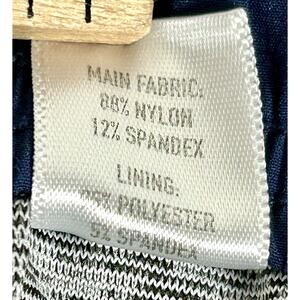 MAIN FABRIC:
88% NYLON
12% SPANDEX
LINING:
POLYESTER
5% SPANDEX